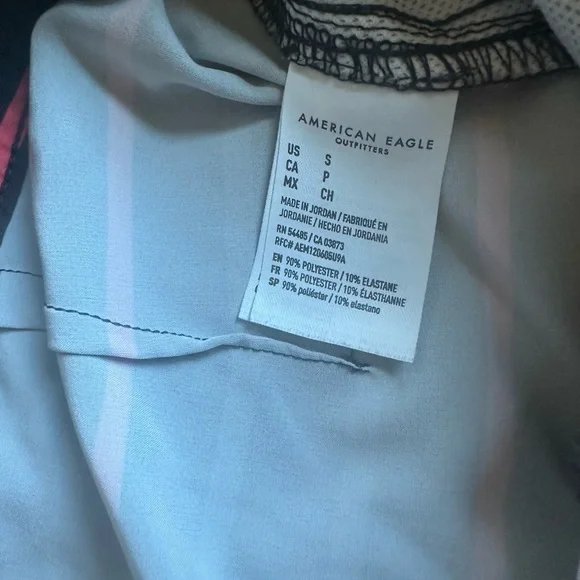 AMERICAN EAGLE
OUTFITTERS
US S
CA P
MX CH
MADE IN JORDAN / FABRIQUÉ EN
JORDANIE / HECHO EN JORDANIA
RN 54485 / CA 03873
RFC# AEM120605U9A
EN 90% POLYESTER / 10% ELASTANE
FR 90% POLYESTER / 10% ÉLASTHANNE
SP 90% poliéster / 10% elastano